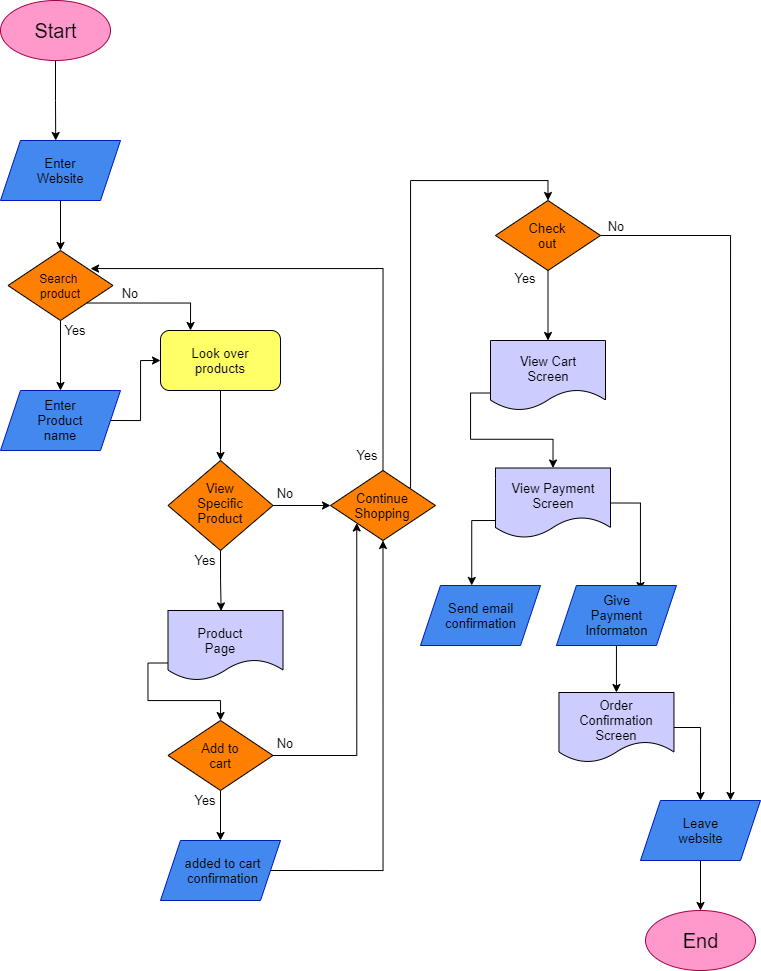 Start
Enter
Website
Search
product
No
Yes
Look over
products
Enter
Product
name
View
Specific
Product
No
Yes
Continue
Shopping
Yes
Product
Page
Add to
cart
No
Yes
added to cart
confirmation
Check
out
No
Yes
View Cart
Screen
View Payment
Screen
Send email
confirmation
Give
Payment
Informaton
Order
Confirmation
Screen
Leave
website
End